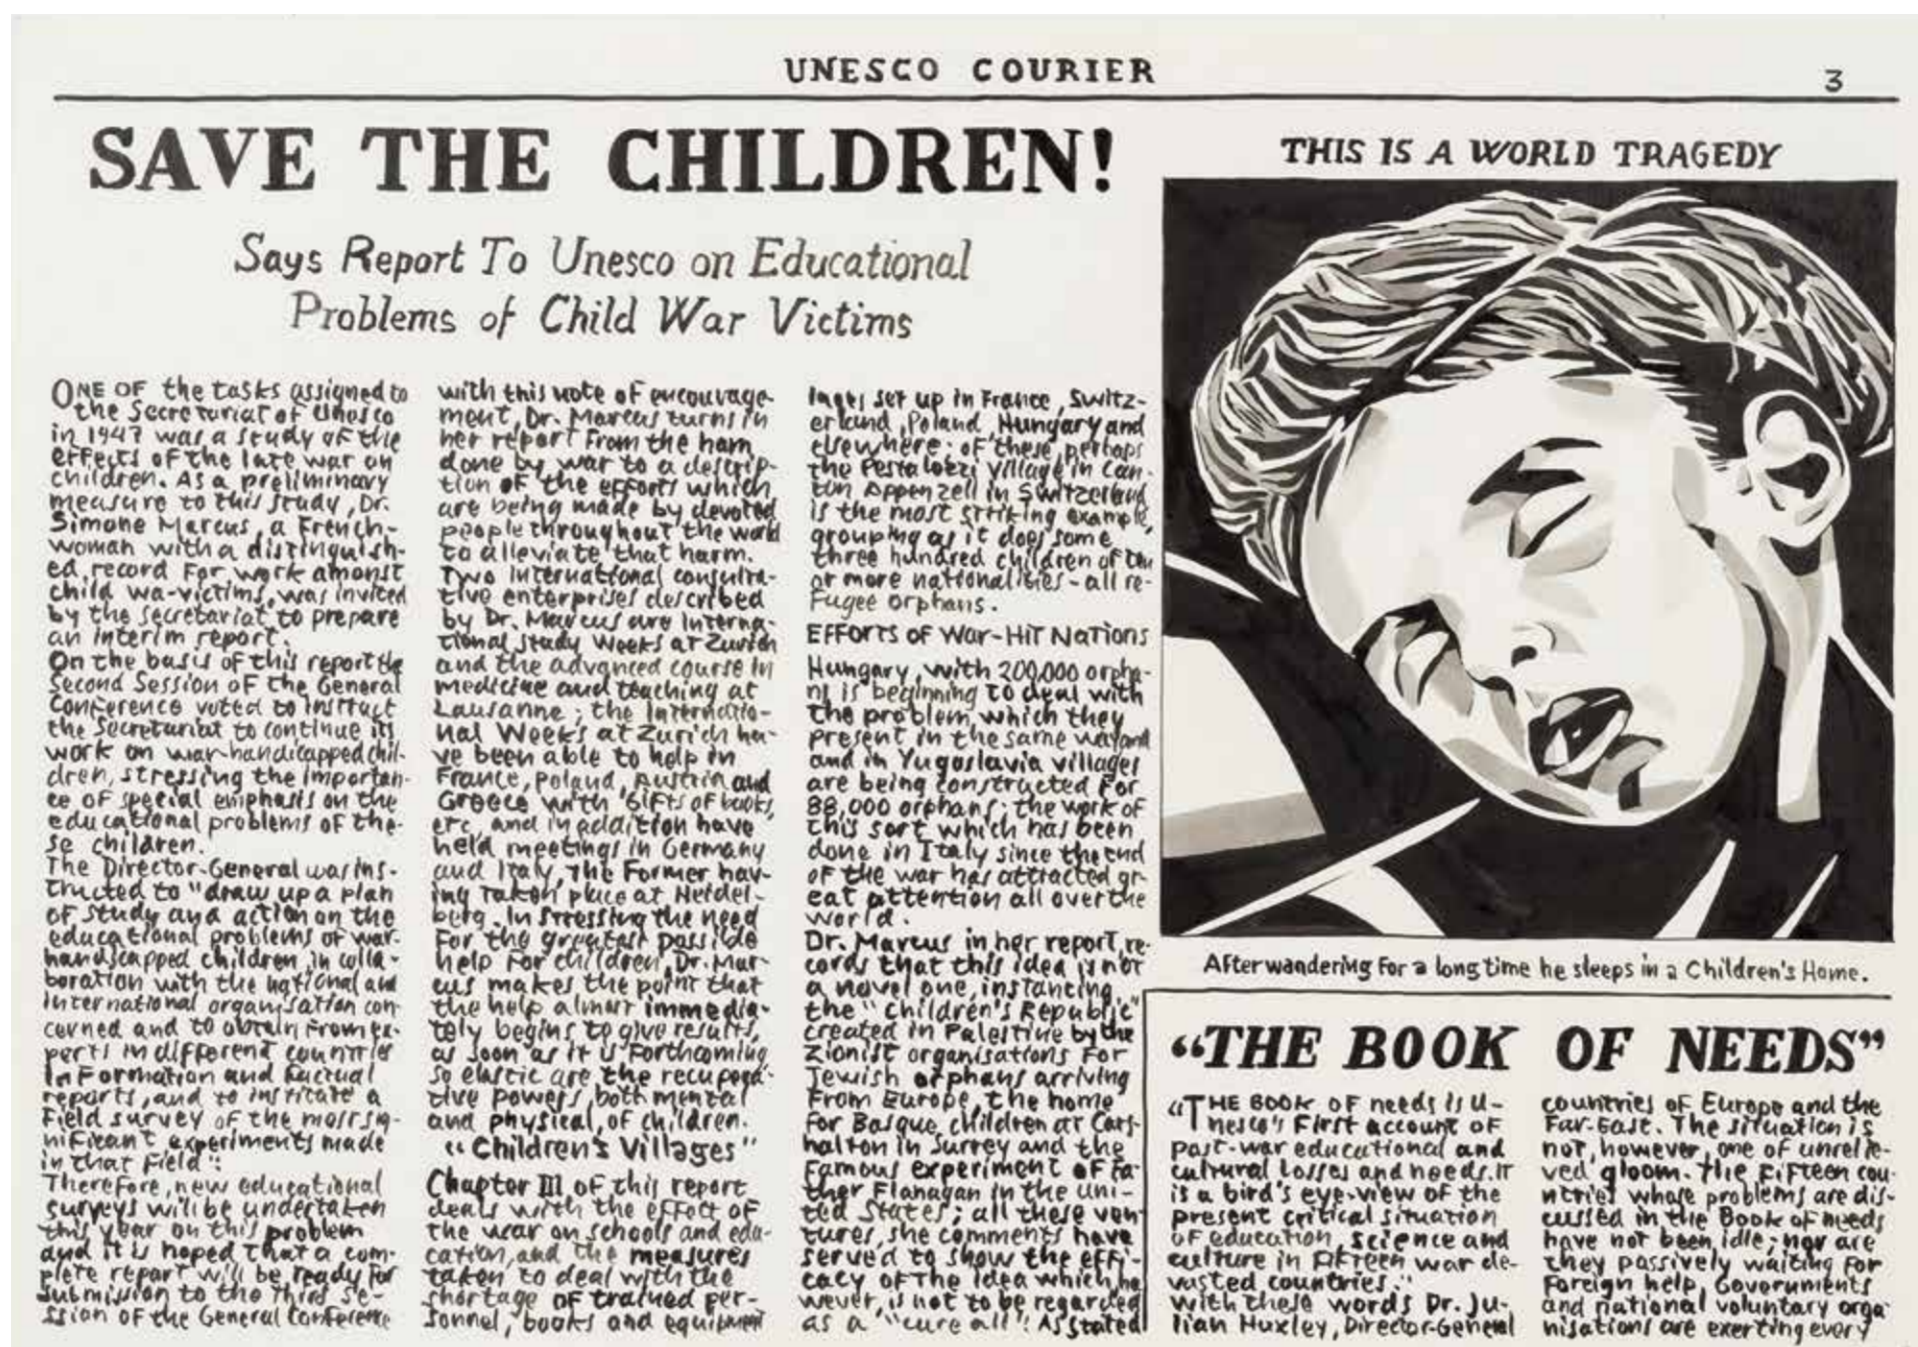 UNESCO COURIER
3
SAVE THE CHILDREN!
Says Report To Unesco on Educational
Problems of Child War Victims
ONE OF the tasks assigned to
the Secretariat of Unesco
in 1947 was a study of the
effects of the late war on
children. As a preliminary
measure to this study, Dr.
Simone Marcus, a French-
woman with a distinguish-
ed record For work amonst
child wa-victims, was invited
by the secretariat to prepare
an interim report.
On the basis of this report the
Second Session of the General
Conference voted to instruct
the Secretariat to continue its
work on war-handicapped chil-
dren, stressing the importan-
ce of special emphasis on the
educational problems of the-
se children.
The Director-General was ins-
tructed to "draw up a plan
of study and action on the
educational problems of war-
handicapped children, in colla-
boration with the national and
international organisation con-
cerned and to obtain from ex-
perts in different countries
information and factual
reports, and to institute a
Field survey of the most sig-
nificant experiments made
in that Field":
Therefore, new educational
surveys will be undertaken
this year on this problem
and it is hoped that a com-
plete report will be ready for
submission to the Third Se-
ssion of the General Conference
with this note of encourage-
ment, Dr. Marcus turns in
her report From the ham
done by war to a descrip-
tion of the efforts which
are being made by devoted
people throughout the world
to alleviate that harm.
Two international consulta-
tive enterprises described
by Dr. Marcus are Interna-
tional Study Weeks at Zurich
and the advanced course in
medicine and teaching at
Lausanne; the Internatio-
nal Weeks at Zurich ha-
ve been able to help in
France, Poland, Austria and
Greece with gifts of books,
etc, and in addition have
held meetings in Germany
and Italy, the Former hav-
ing taken place at Heidel-
berg. In stressing the need
For the greatest possible
help For children, Dr. Mar-
cus makes the point that
the help almost immedia-
tely begins to give results,
as soon as it is Forthcoming
so elastic are the recupera-
tive powers, both mental
and physical, of children.
"Children's Villages"
Chapter III of this report
deals with the effect of
the war on schools and edu-
cation, and the measures
taken to deal with the
shortage of trained per-
sonnel, books and equipment
lages set up in France, Switz-
erland, Poland, Hungary and
elsewhere; of these, perhaps
the Pestalozzi village in Can-
ton Appenzell in Switzerland
is the most striking example,
grouping as it does some
three hundred children of ten
or more nationalities - all re-
Fugee orphans.
EFFORTS OF WAR-HIT NATIONS
Hungary, with 200,000 orpha-
ns is beginning to deal with
the problem which they
present in the same way and
and in Yugoslavia villages
are being constructed For
88,000 orphans; the work of
this sort which has been
done in Italy since the end
of the war has attracted gr-
eat attention all over the
world.
Dr. Marcus in her report re-
cords that this idea is not
a novel one, instancing
the "Children's Republic"
created in Palestine by the
Zionist organisations For
Jewish orphans arriving
From Europe, the home
for Basque children at Cars-
halton in Surrey and the
Famous experiment of Fa-
ther Flanagan in the Uni-
ted States; all these ven
tures, she comments have
served to show the effi-
cacy of the idea which, ho
wever, is not to be regarded
as a "cure all": As stated
THIS IS A WORLD TRAGEDY
After wandering For a long time he sleeps in a Children's Home.
"THE BOOK OF NEEDS"
"THE BOOK OF needs is U-
nesco's First account of
past-war educational and
cultural losses and needs. It
is a bird's eye-view of the
present critical situation
of education, science and
culture in fifteen war de-
vasted countries."
With these words Dr. Ju-
lian Huxley, Director-General
countries of Europe and the
Far-East. The situation is
not, however, one of unrelie-
ved gloom. The Fifteen cou-
ntries whose problems are dis-
cussed in the Book of needs
have not been idle; nor are
they passively waiting For
Foreign help, Governments
and national voluntary orga
nisations are exerting every